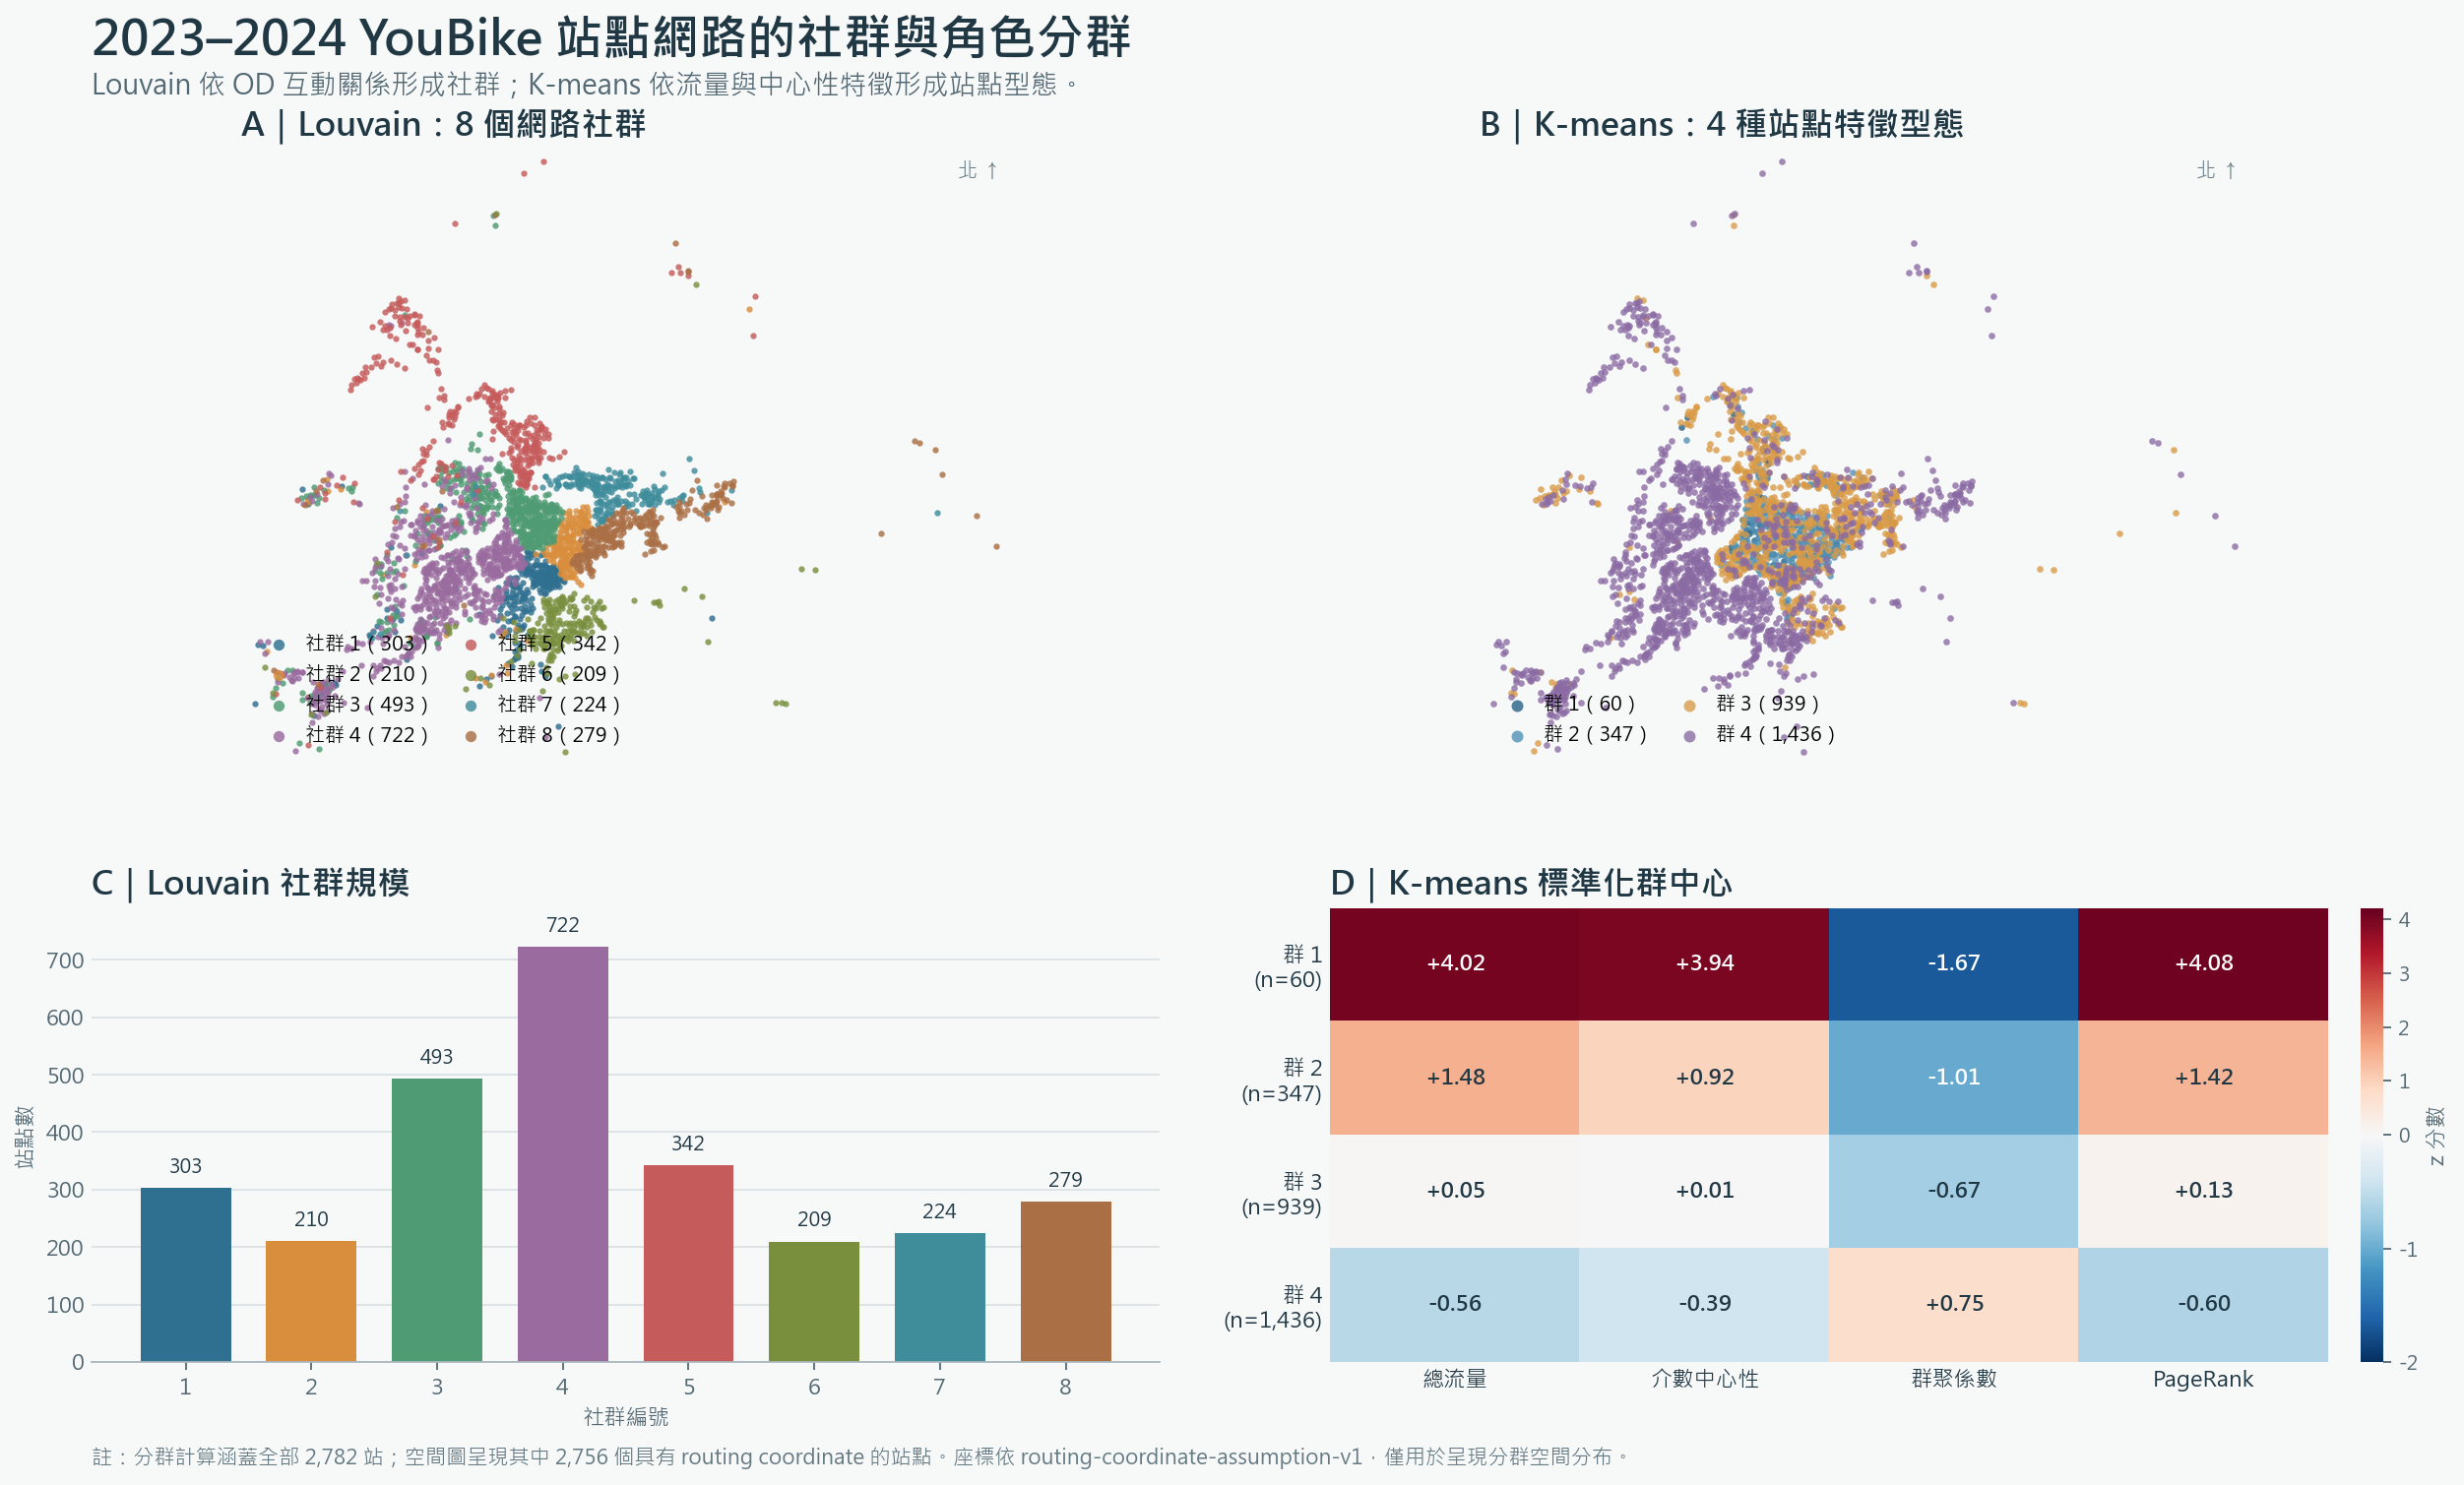 2023–2024 YouBike 站點網路的社群與角色分群
Louvain 依 OD 互動關係形成社群；K-means 依流量與中心性特徵形成站點型態。
A｜Louvain：8 個網路社群
北 ↑
社群 1（303）
社群 2（210）
社群 3（493）
社群 4（722）
社群 5（342）
社群 6（209）
社群 7（224）
社群 8（279）
B｜K-means：4 種站點特徵型態
北 ↑
群 1（60）
群 2（347）
群 3（939）
群 4（1,436）
C｜Louvain 社群規模
站點數
700
600
500
400
300
200
100
0
303
210
493
722
342
209
224
279
1 2 3 4 5 6 7 8
社群編號
D｜K-means 標準化群中心
群 1
(n=60)
+4.02 +3.94 -1.67 +4.08
群 2
(n=347)
+1.48 +0.92 -1.01 +1.42
群 3
(n=939)
+0.05 +0.01 -0.67 +0.13
群 4
(n=1,436)
-0.56 -0.39 +0.75 -0.60
總流量 介數中心性 群聚係數 PageRank
4
3
2
1
0
-1
-2
z 分數
註：分群計算涵蓋全部 2,782 站；空間圖呈現其中 2,756 個具有 routing coordinate 的站點。座標依 routing-coordinate-assumption-v1，僅用於呈現分群空間分布。